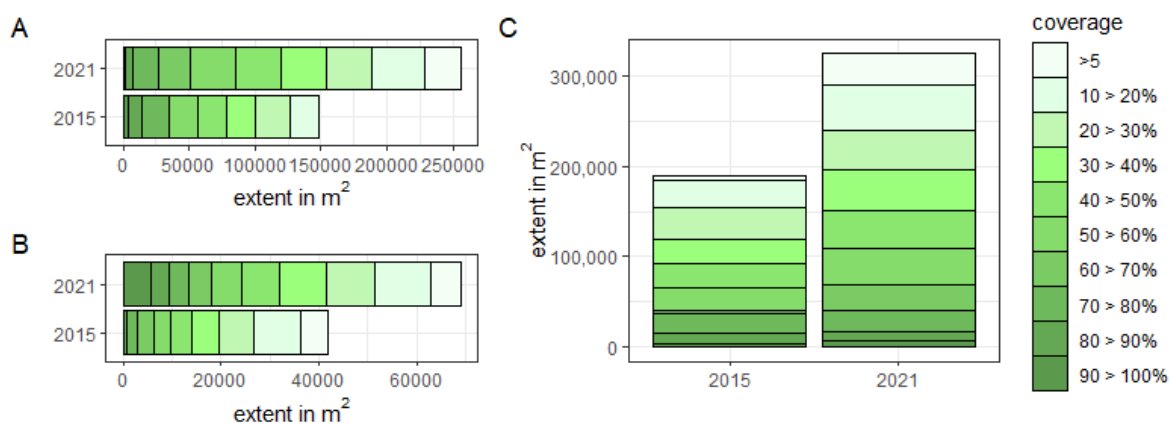 A
2021
2015
0
50000
100000
150000
200000
250000
extent in m²
B
2021
2015
0
20000
40000
60000
extent in m²
C
extent in m²
300,000
200,000
100,000
0
2015
2021
coverage
>5
10 > 20%
20 > 30%
30 > 40%
40 > 50%
50 > 60%
60 > 70%
70 > 80%
80 > 90%
90 > 100%